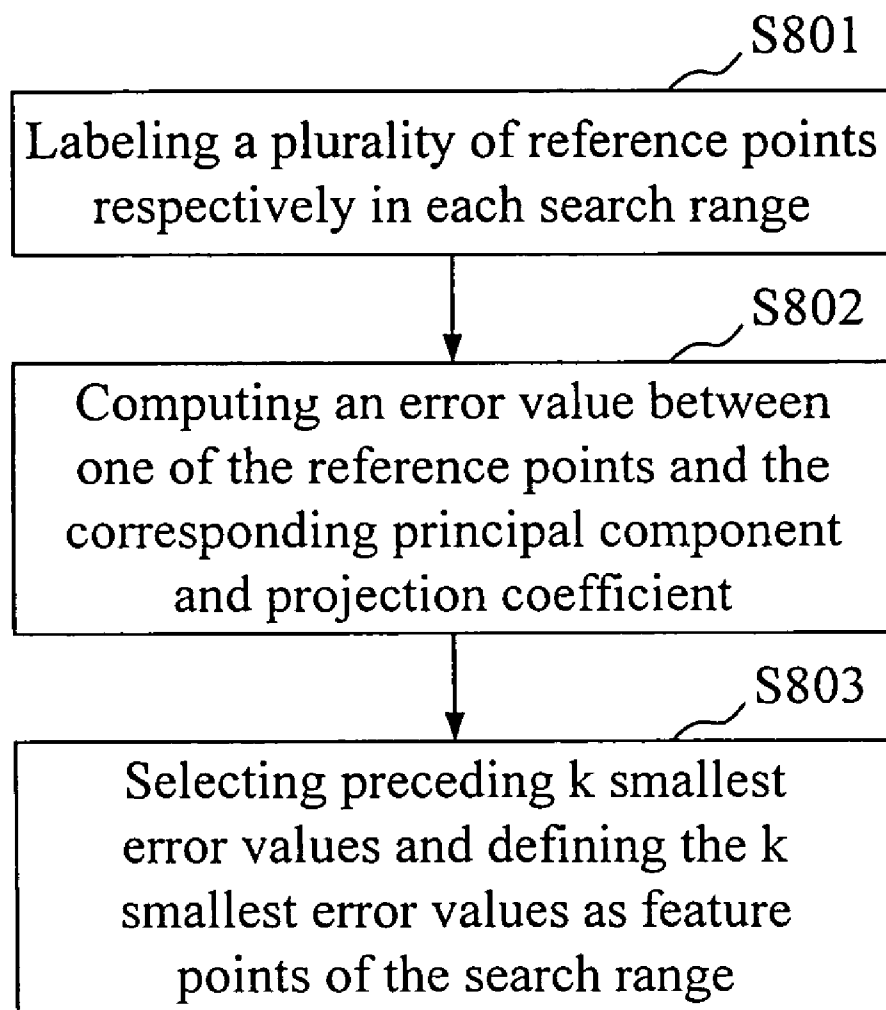 S801
Labeling a plurality of reference points
respectively in each search range
S802
Computing an error value between
one of the reference points and the
corresponding principal component
and projection coefficient
S803
Selecting preceding k smallest
error values and defining the k
smallest error values as feature
points of the search range